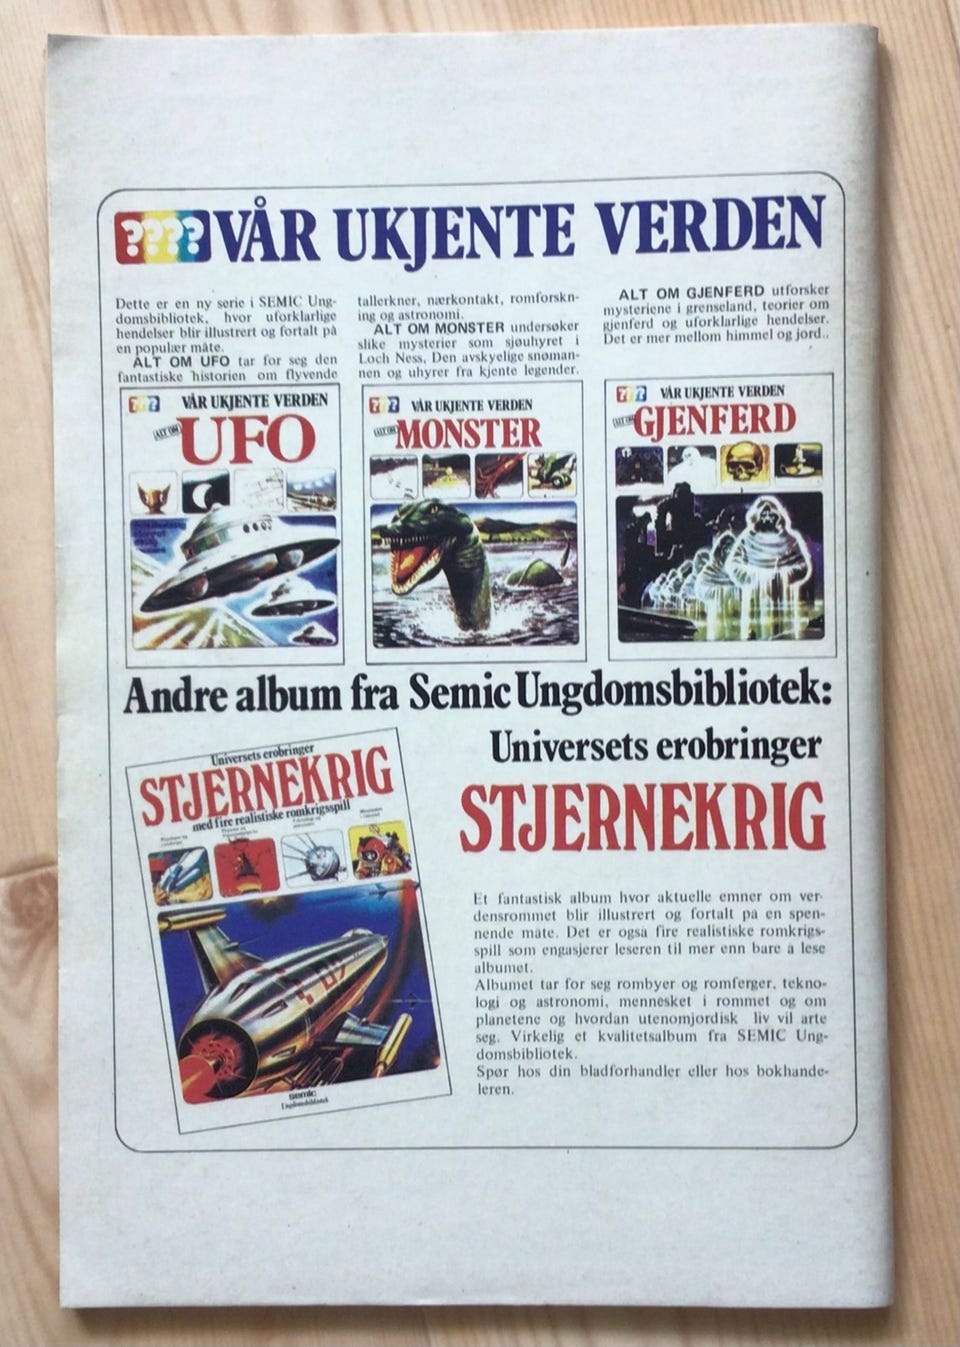 ???? VÅR UKJENTE VERDEN
Dette er en ny serie i SEMIC Ung-
domsbibliotek, hvor uforklarlige
hendelser blir illustrert og fortalt på
en populær måte.
ALT OM UFO tar for seg den
fantastiske historien om flyvende
tallerkner, nærkontakt, romforskn-
ing og astronomi.
ALT OM MONSTER undersøker
slike mysterier som sjøuhyret i
Loch Ness, Den avskyelige snøman-
nen og uhyrer fra kjente legender.
ALT OM GJENFERD utforsker
mysteriene i grenseland, teorier om
gjenferd og uforklarlige hendelser.
Det er mer mellom himmel og jord..
??? VÅR UKJENTE VERDEN
ALT OM UFO
??? VÅR UKJENTE VERDEN
ALT OM MONSTER
??? VÅR UKJENTE VERDEN
ALT OM GJENFERD
Andre album fra Semic Ungdomsbibliotek:
Universets erobringer
STJERNEKRIG
med fire realistiske romkrigsspill
semic
Ungdomsbibliotek
Universets erobringer
STJERNEKRIG
Et fantastisk album hvor aktuelle emner om ver-
densrommet blir illustrert og fortalt på en spen-
nende måte. Det er også fire realistiske romkrigs-
spill som engasjerer leseren til mer enn bare å lese
albumet.
Albumet tar for seg rombyer og romferger, tekno-
logi og astronomi, mennesket i rommet og om
planetene og hvordan utenomjordisk liv vil arte
seg. Virkelig et kvalitetsalbum fra SEMIC Ung-
domsbibliotek.
Spør hos din bladforhandler eller hos bokhande-
leren.